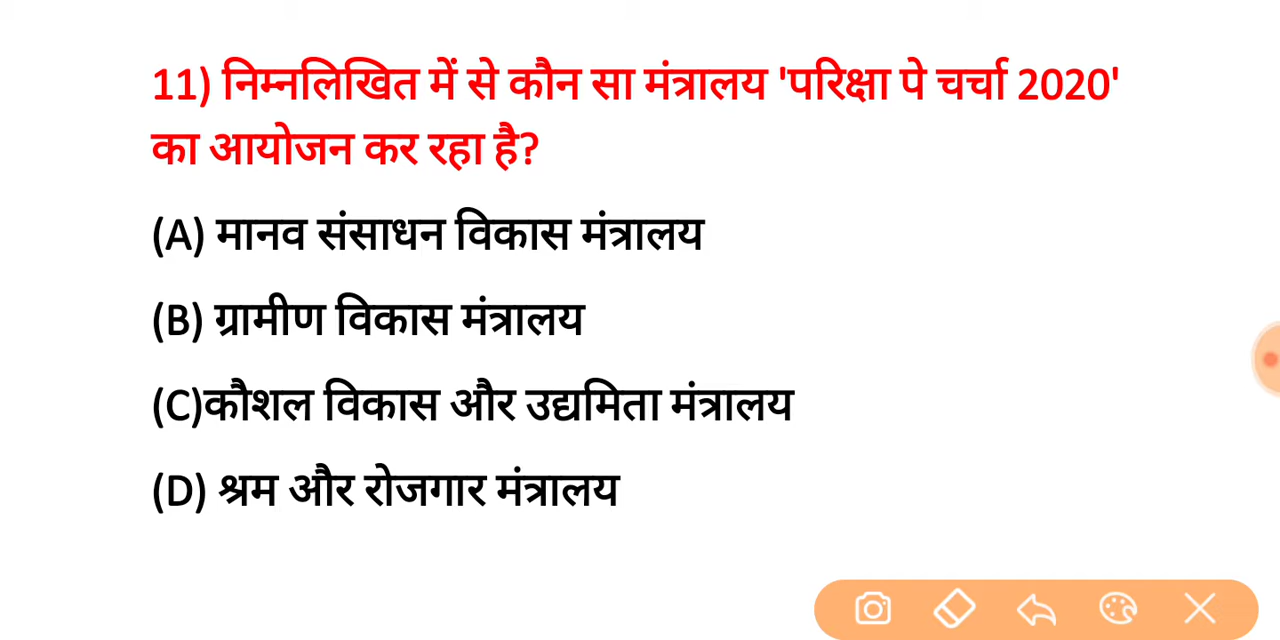 11) निम्नलिखित में से कौन सा मंत्रालय 'परिक्षा पे चर्चा 2020'
का आयोजन कर रहा है?
(A) मानव संसाधन विकास मंत्रालय
(B) ग्रामीण विकास मंत्रालय
(C)कौशल विकास और उद्यमिता मंत्रालय
(D) श्रम और रोजगार मंत्रालय